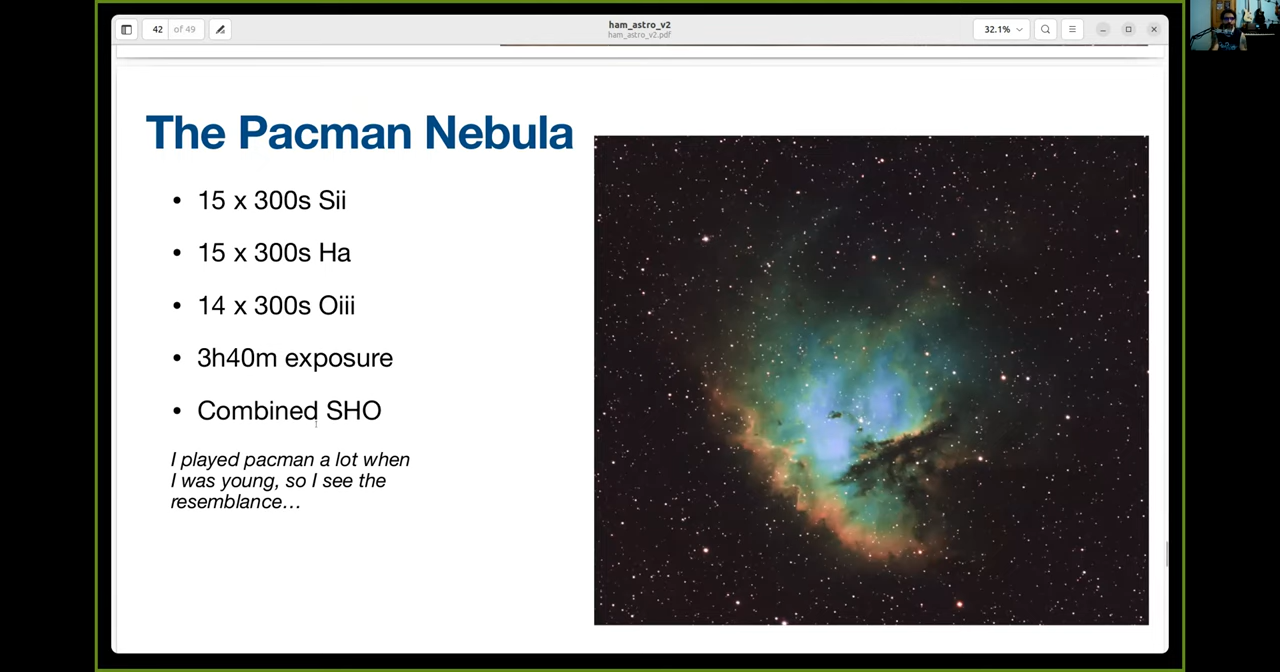 42 of 49
ham_astro_v2
ham_astro_v2.pdf
32.1%
The Pacman Nebula
• 15 x 300s Sii
• 15 x 300s Ha
• 14 x 300s Oiii
• 3h40m exposure
• Combined SHO
I played pacman a lot when
I was young, so I see the
resemblance…